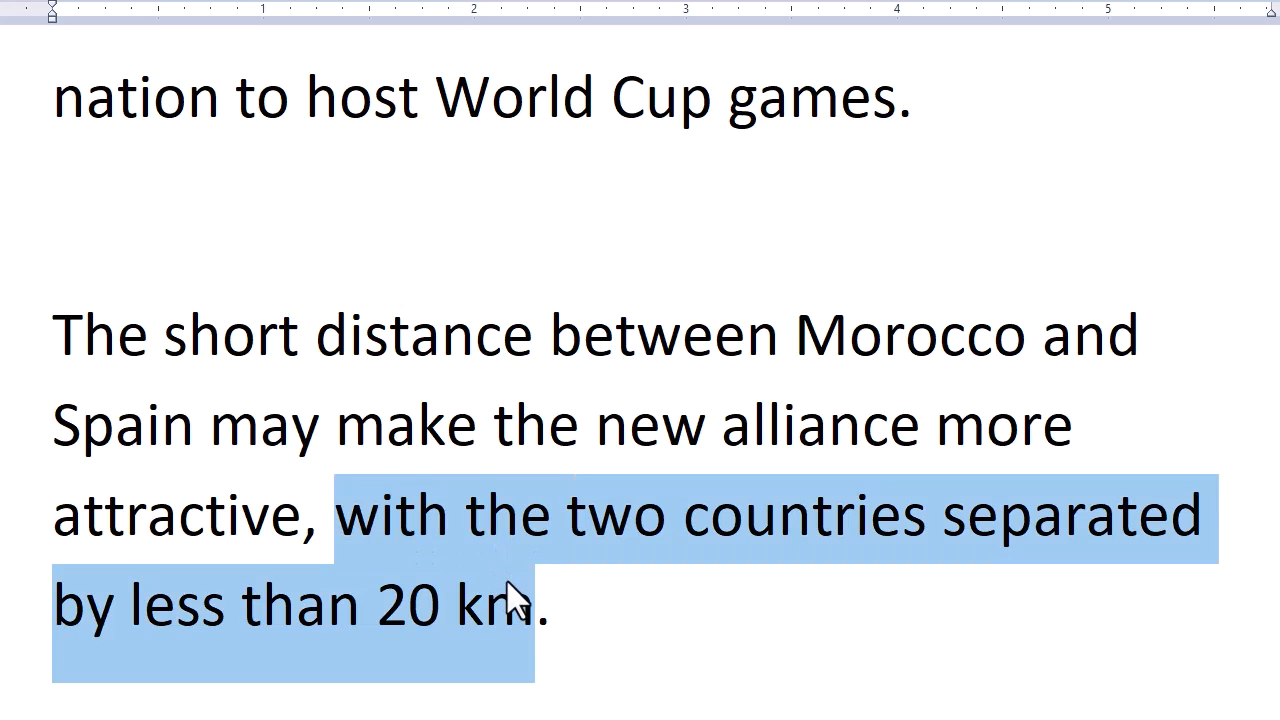 1 2 3 4 5
nation to host World Cup games.
The short distance between Morocco and
Spain may make the new alliance more
attractive, with the two countries separated
by less than 20 km.